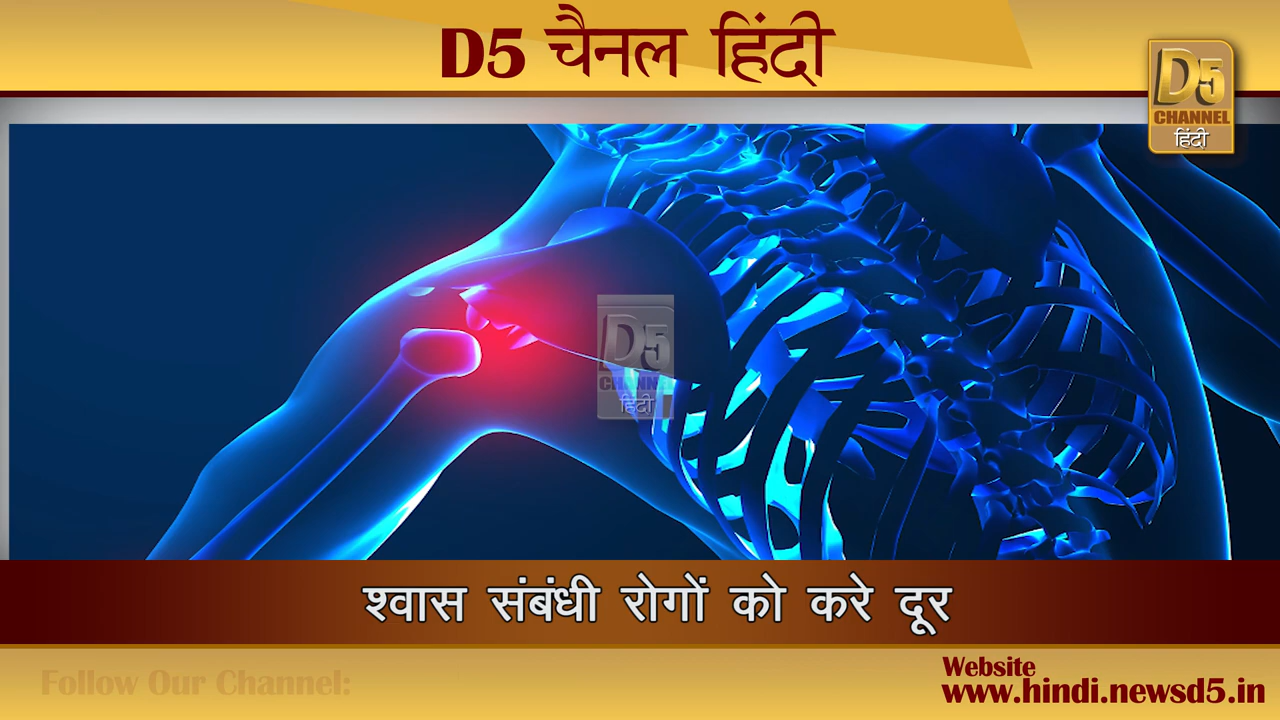 D5 चैनल हिंदी
D5
CHANNEL
हिंदी
D5
CHANNEL
हिंदी
श्वास संबंधी रोगों को करे दूर
Follow Our Channel:
Website
www.hindi.newsd5.in